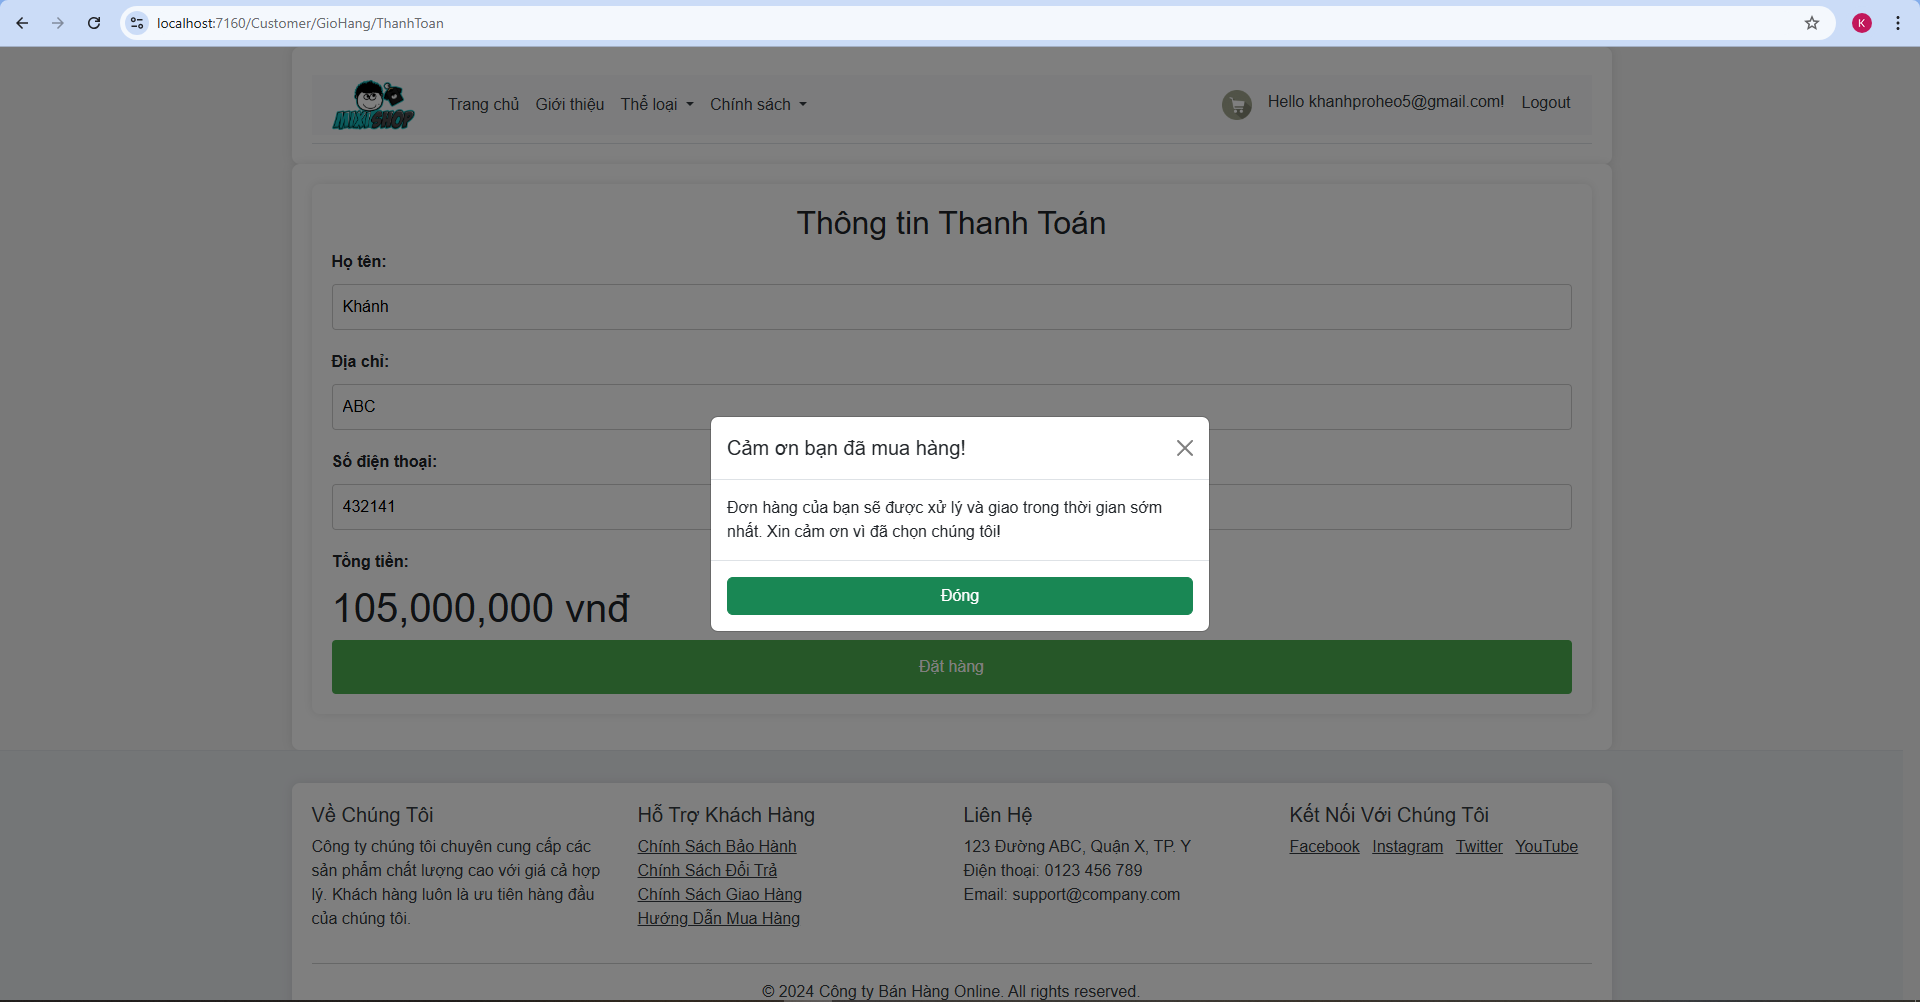 localhost:7160/Customer/GioHang/ThanhToan
K
MIXI SHOP
Trang chủ Giới thiệu Thể loại Chính sách
Hello khanhproheo5@gmail.com! Logout
Thông tin Thanh Toán
Họ tên:
Khánh
Địa chỉ:
ABC
Số điện thoại:
432141
Tổng tiền:
105,000,000 vnđ
Đặt hàng
Cảm ơn bạn đã mua hàng!
Đơn hàng của bạn sẽ được xử lý và giao trong thời gian sớm
nhất. Xin cảm ơn vì đã chọn chúng tôi!
Đóng
Về Chúng Tôi
Công ty chúng tôi chuyên cung cấp các
sản phẩm chất lượng cao với giá cả hợp
lý. Khách hàng luôn là ưu tiên hàng đầu
của chúng tôi.
Hỗ Trợ Khách Hàng
Chính Sách Bảo Hành
Chính Sách Đổi Trả
Chính Sách Giao Hàng
Hướng Dẫn Mua Hàng
Liên Hệ
123 Đường ABC, Quận X, TP. Y
Điện thoại: 0123 456 789
Email: support@company.com
Kết Nối Với Chúng Tôi
Facebook Instagram Twitter YouTube
© 2024 Công ty Bán Hàng Online. All rights reserved.